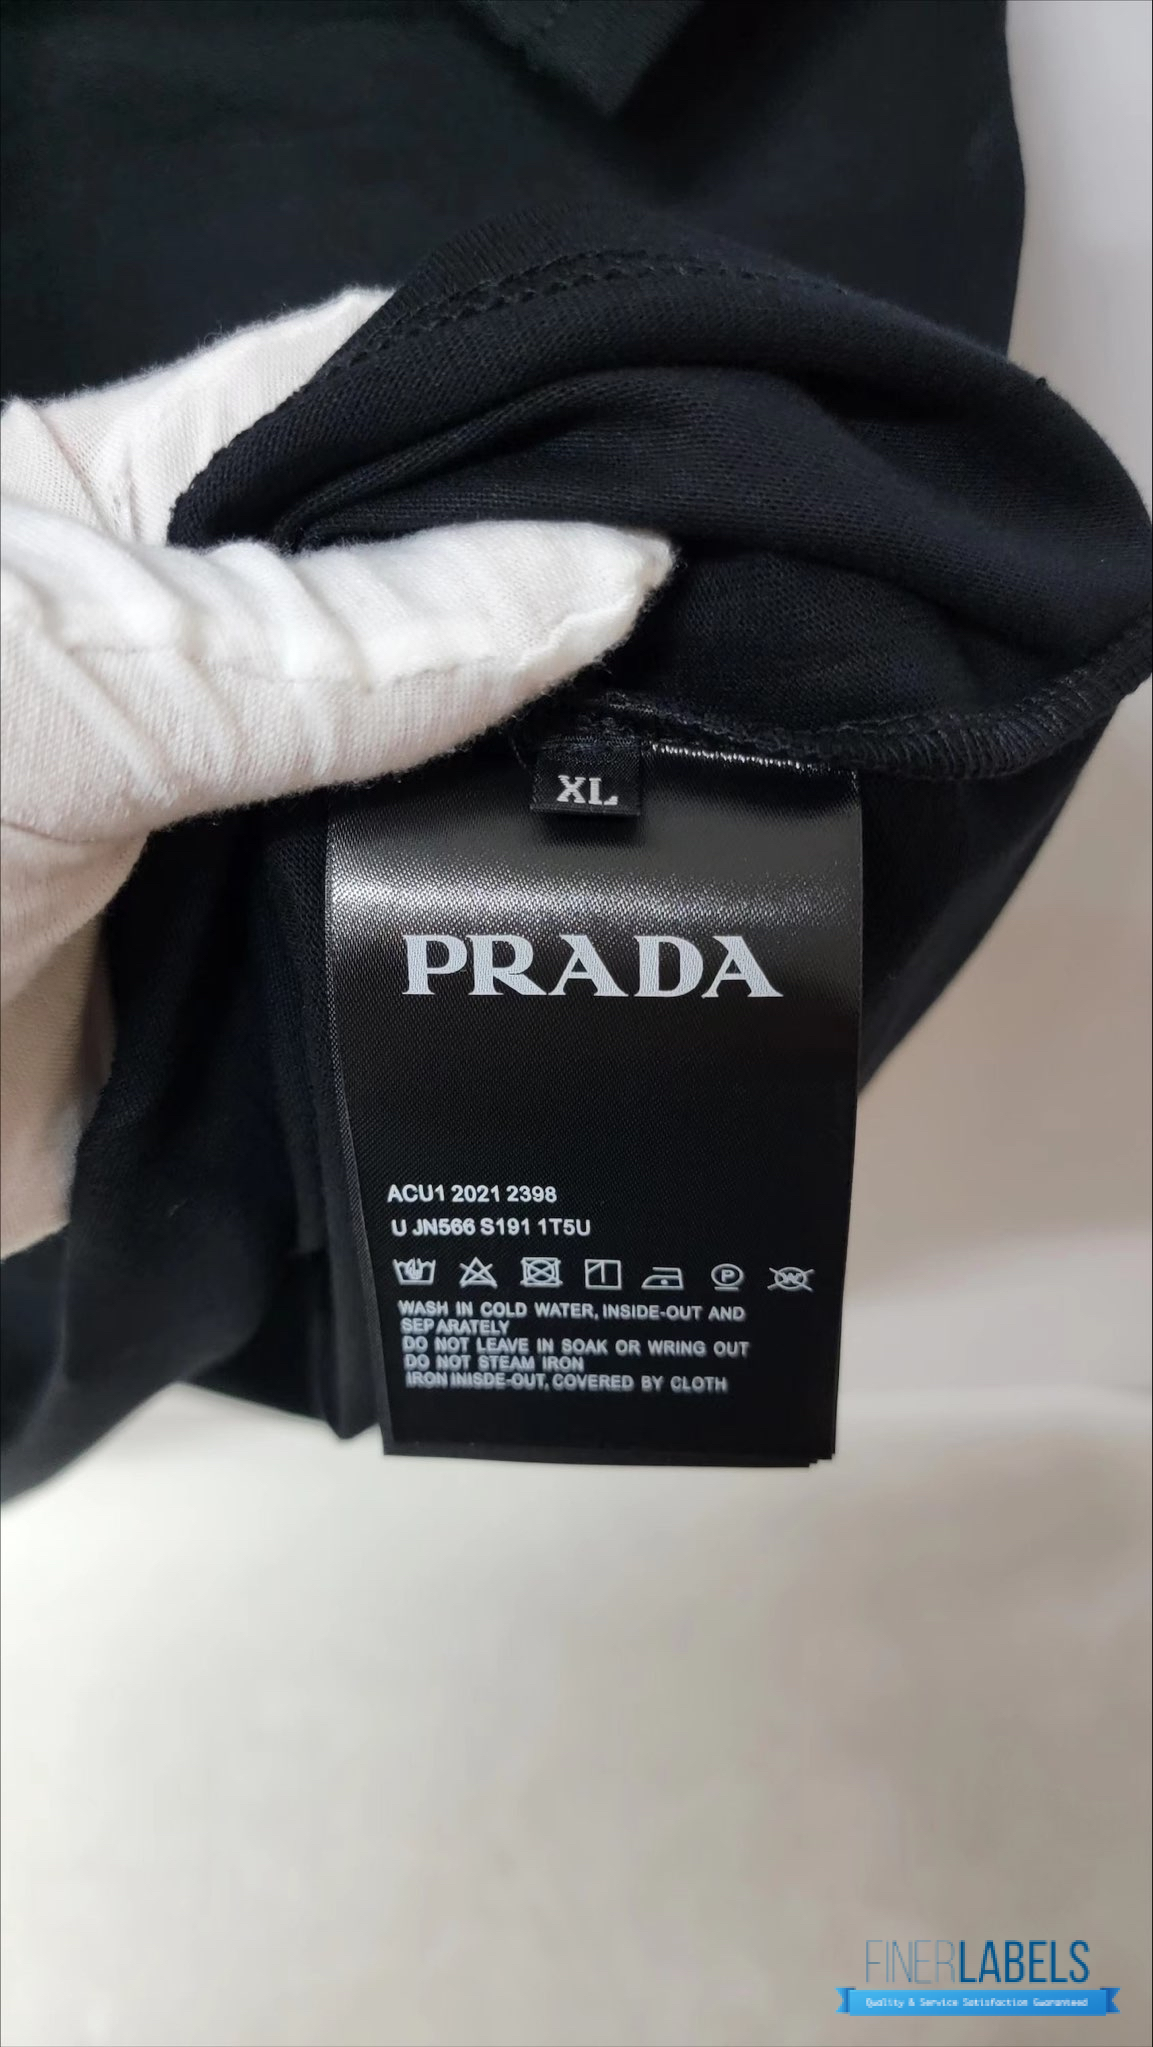 XL
PRADA
ACU1 2021 2398
U JN566 S191 1T5U
P
W
WASH IN COLD WATER, INSIDE-OUT AND
SEPARATELY
DO NOT LEAVE IN SOAK OR WRING OUT
DO NOT STEAM IRON
IRON INISDE-OUT, COVERED BY CLOTH
FINERLABELS
Quality & Service Satisfaction Guaranteed